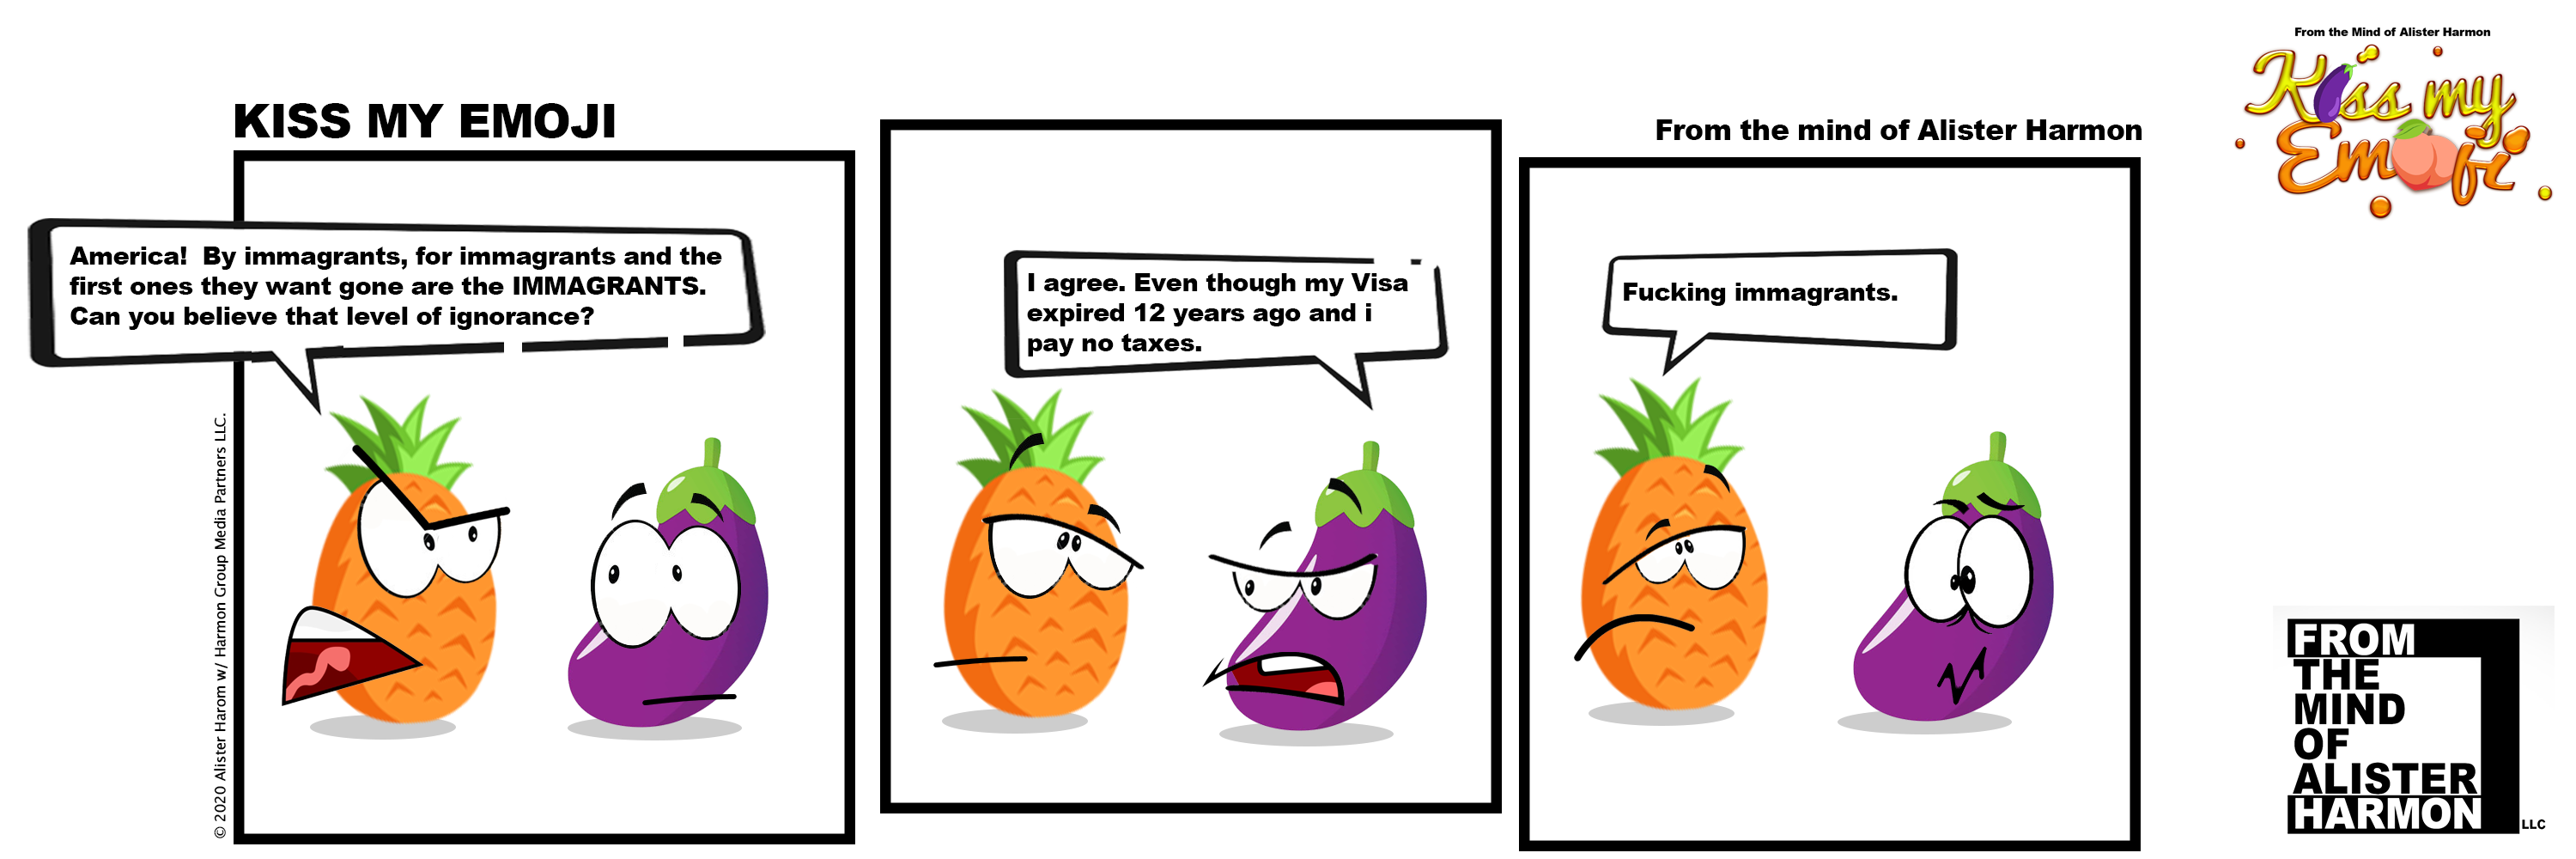 KISS MY EMOJI
America!  By immagrants, for immagrants and the
first ones they want gone are the IMMAGRANTS.
Can you believe that level of ignorance?
© 2020 Alister Harom w/ Harmon Group Media Partners LLC.
I agree. Even though my Visa
expired 12 years ago and i
pay no taxes.
From the mind of Alister Harmon
Fucking immagrants.
From the Mind of Alister Harmon
Kiss my
Emoji
FROM
THE
MIND
OF
ALISTER
HARMON
LLC